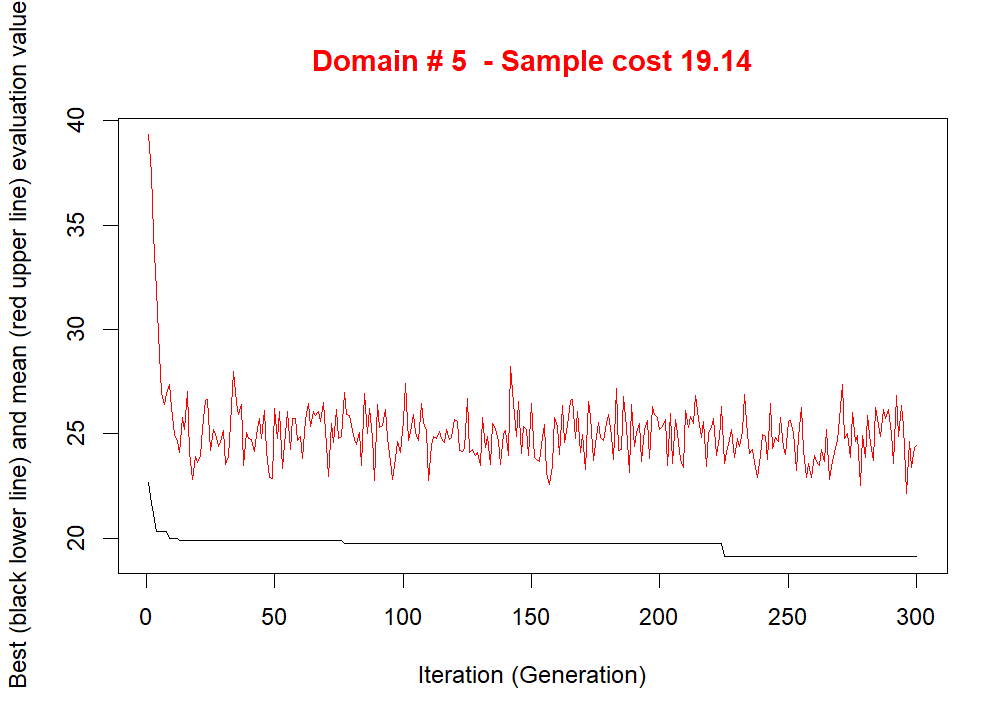 Domain # 5  - Sample cost 19.14
Best (black lower line) and mean (red upper line) evaluation value
40
35
30
25
20
0 50 100 150 200 250 300
Iteration (Generation)